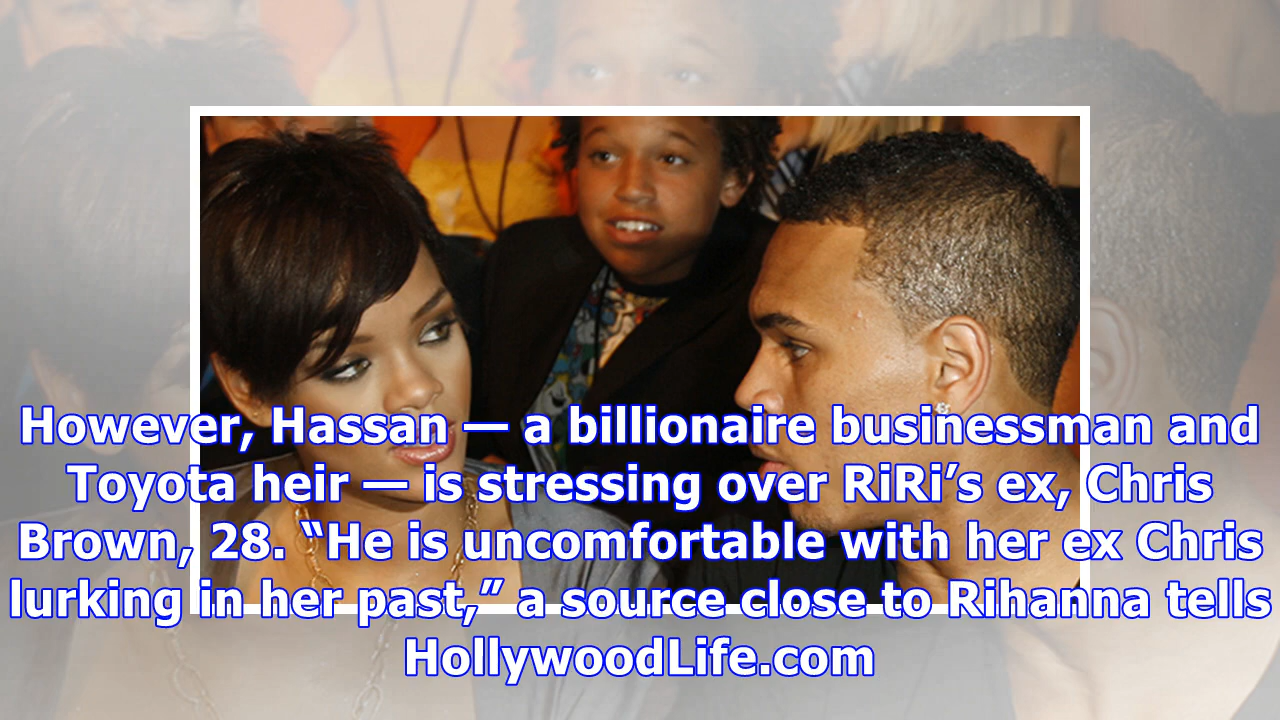 However, Hassan — a billionaire businessman and
Toyota heir — is stressing over RiRi’s ex, Chris
Brown, 28. “He is uncomfortable with her ex Chris
lurking in her past,” a source close to Rihanna tells
HollywoodLife.com